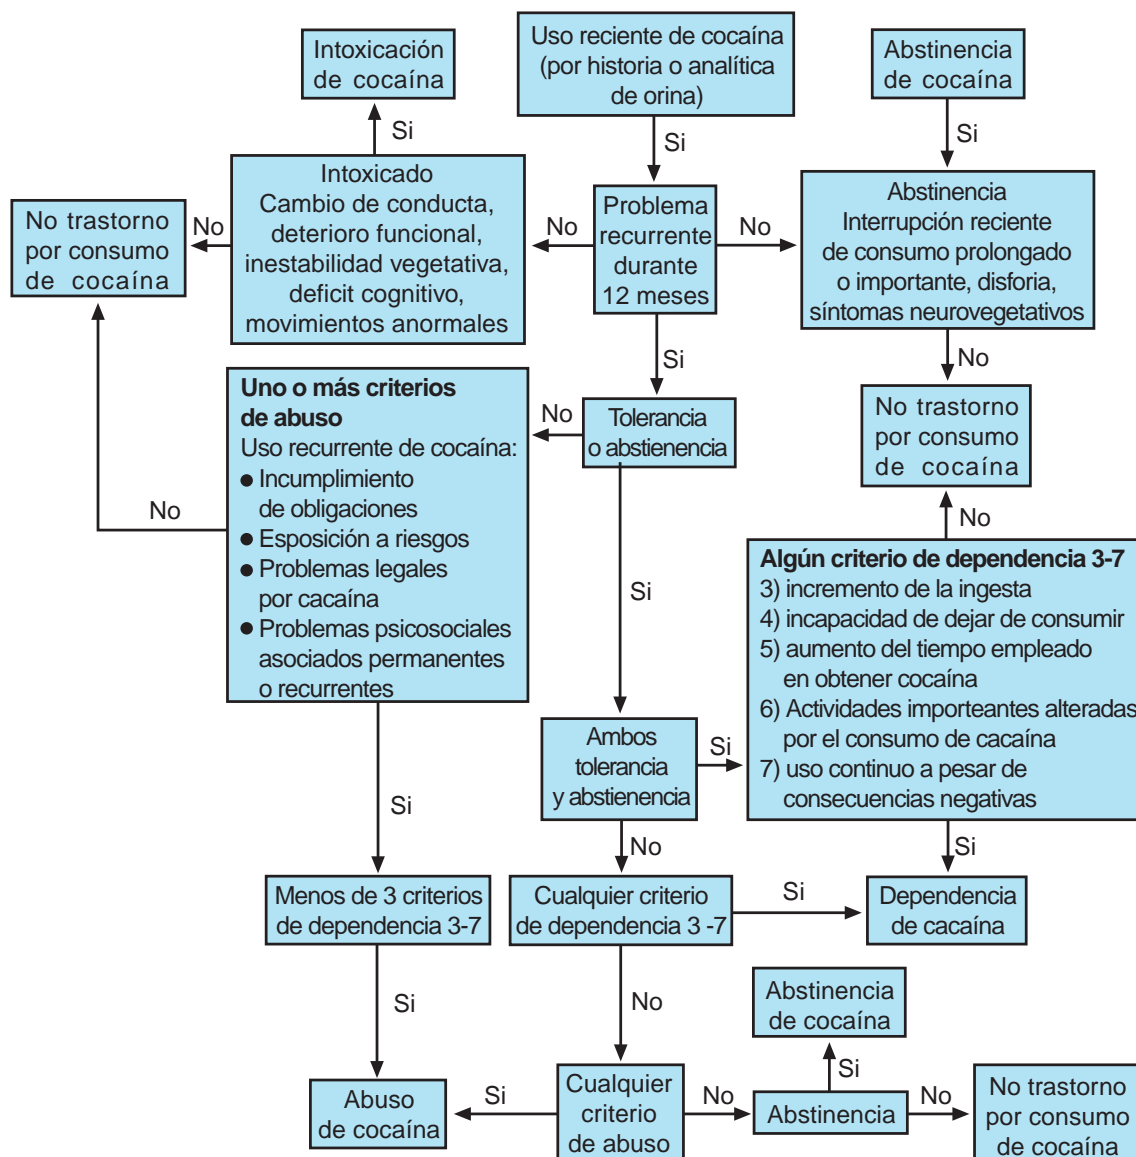 Intoxicación
de cocaína
Uso reciente de cocaína
(por historia o analítica
de orina)
Abstinencia
de cocaína
Si
Si
Si
No trastorno
por consumo
de cocaína
No
Intoxicado
Cambio de conducta,
deterioro funcional,
inestabilidad vegetativa,
deficit cognitivo,
movimientos anormales
No
Problema
recurrente
durante
12 meses
No
Abstinencia
Interrupción reciente
de consumo prolongado
o importante, disforia,
síntomas neurovegetativos
Si
No
Uno o más criterios
de abuso
Uso recurrente de cocaína:
● Incumplimiento
de obligaciones
● Esposición a riesgos
● Problemas legales
por cacaína
● Problemas psicosociales
asociados permanentes
o recurrentes
No
No
Tolerancia
o abstienencia
No trastorno
por consumo
de cocaína
No
Si
Algún criterio de dependencia 3-7
3) incremento de la ingesta
4) incapacidad de dejar de consumir
5) aumento del tiempo empleado
en obtener cocaína
6) Actividades importeantes alteradas
por el consumo de cacaína
7) uso continuo a pesar de
consecuencias negativas
Ambos
tolerancia
y abstienencia
Si
Si
No
Si
Menos de 3 criterios
de dependencia 3-7
Cualquier criterio
de dependencia 3 -7
Si
Dependencia
de cacaína
Si
No
Abstinencia
de cocaína
Si
Abuso
de cocaína
Si
Cualquier
criterio
de abuso
No
Abstinencia
No
No trastorno
por consumo
de cocaína